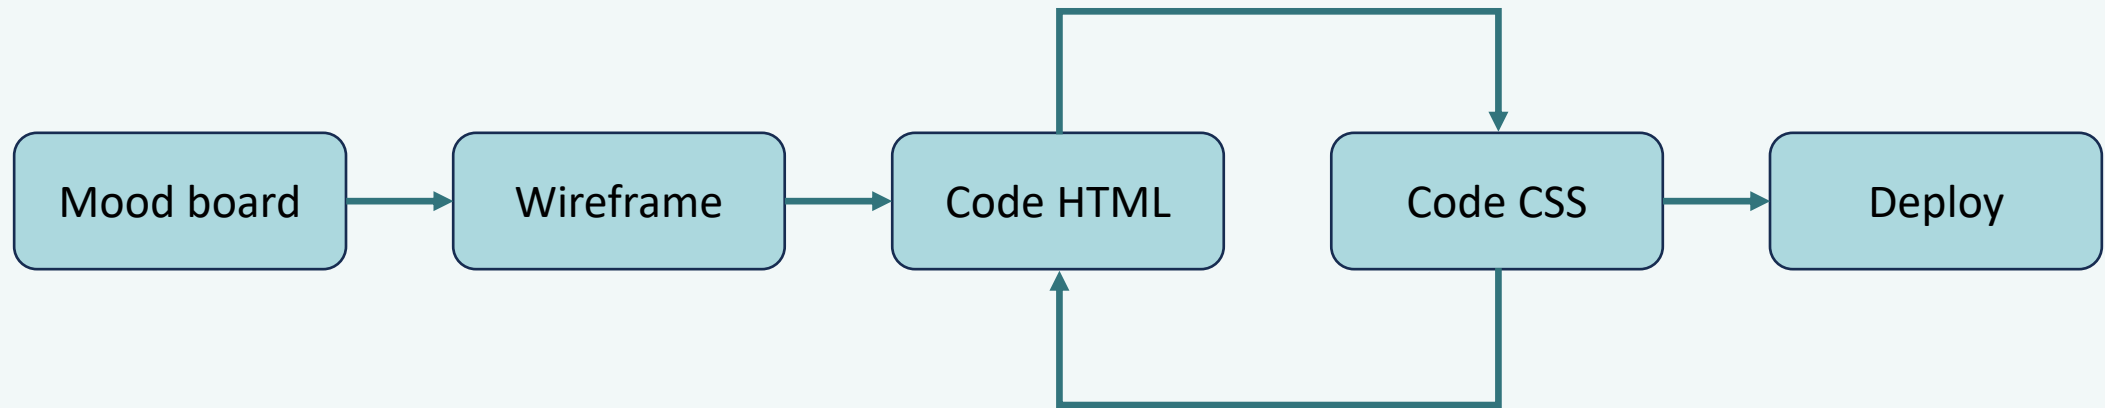 Mood board
Wireframe
Code HTML
Code CSS
Deploy